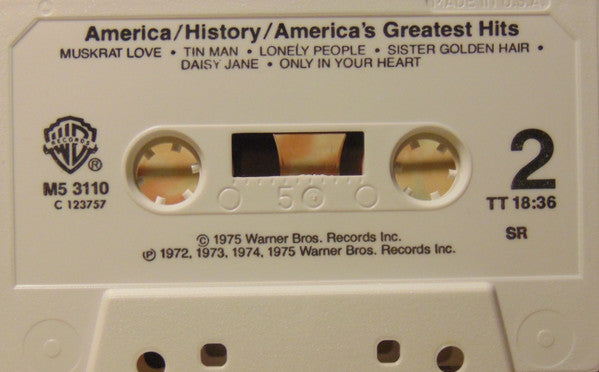 MADE IN U.S.A.
America/History/America's Greatest Hits
MUSKRAT LOVE • TIN MAN • LONELY PEOPLE • SISTER GOLDEN HAIR •
DAISY JANE • ONLY IN YOUR HEART
WB
RECORDS
®
M5 3110
C 123757
50
2
TT 18:36
SR
© 1975 Warner Bros. Records Inc.
℗ 1972, 1973, 1974, 1975 Warner Bros. Records Inc.